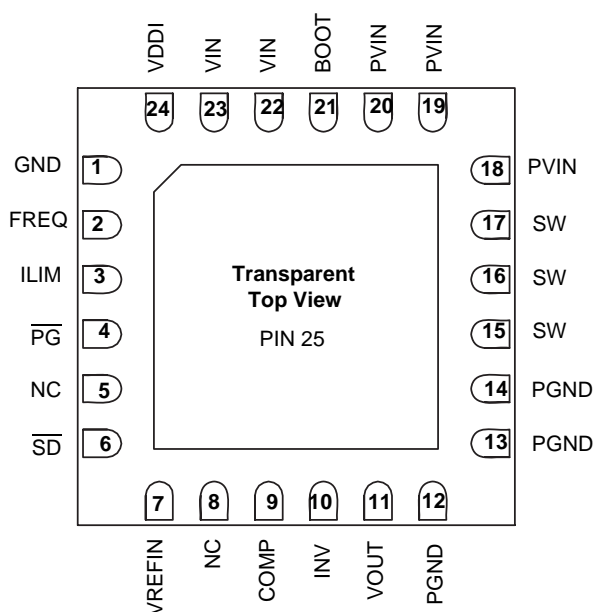 VDDI
VIN
VIN
BOOT
PVIN
PVIN
24
23
22
21
20
19
GND 1
FREQ 2
ILIM 3
PG 4
NC 5
SD 6
Transparent
Top View
PIN 25
18 PVIN
17 SW
16 SW
15 SW
14 PGND
13 PGND
7
8
9
10
11
12
VREFIN
NC
COMP
INV
VOUT
PGND